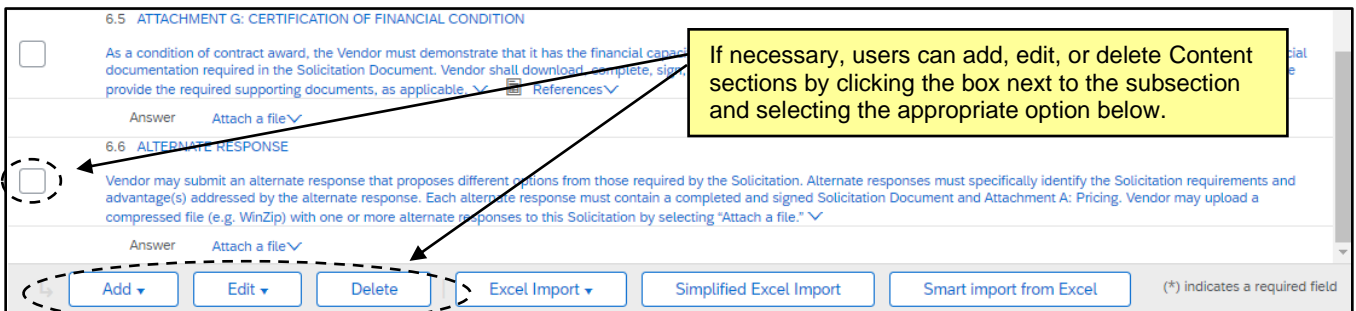 6.5 ATTACHMENT G: CERTIFICATION OF FINANCIAL CONDITION
As a condition of contract award, the Vendor must demonstrate that it has the financial capaci
cial
documentation required in the Solicitation Document. Vendor shall download, complete, sign,
e
provide the required supporting documents, as applicable. References
If necessary, users can add, edit, or delete Content
sections by clicking the box next to the subsection
and selecting the appropriate option below.
Answer Attach a file
6.6 ALTERNATE RESPONSE
Vendor may submit an alternate response that proposes different options from those required by the Solicitation. Alternate responses must specifically identify the Solicitation requirements and
advantage(s) addressed by the alternate response. Each alternate response must contain a completed and signed Solicitation Document and Attachment A: Pricing. Vendor may upload a
compressed file (e.g. WinZip) with one or more alternate responses to this Solicitation by selecting “Attach a file.”
Answer Attach a file
Add Edit Delete Excel Import Simplified Excel Import Smart import from Excel (*) indicates a required field